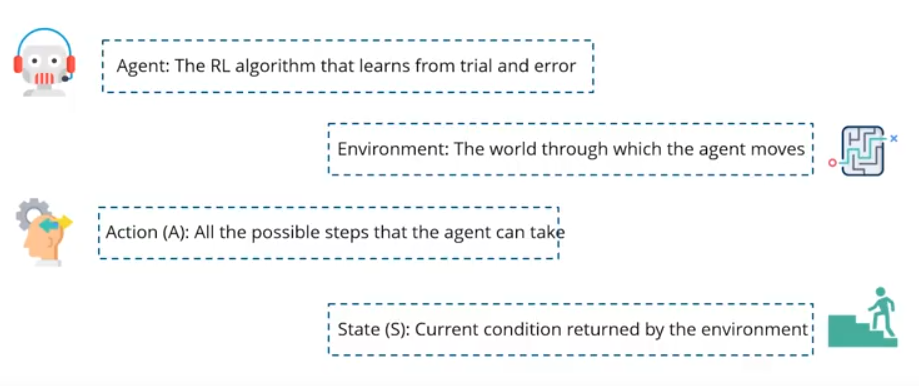 Agent: The RL algorithm that learns from trial and error
Environment: The world through which the agent moves
Action (A): All the possible steps that the agent can take
State (S): Current condition returned by the environment